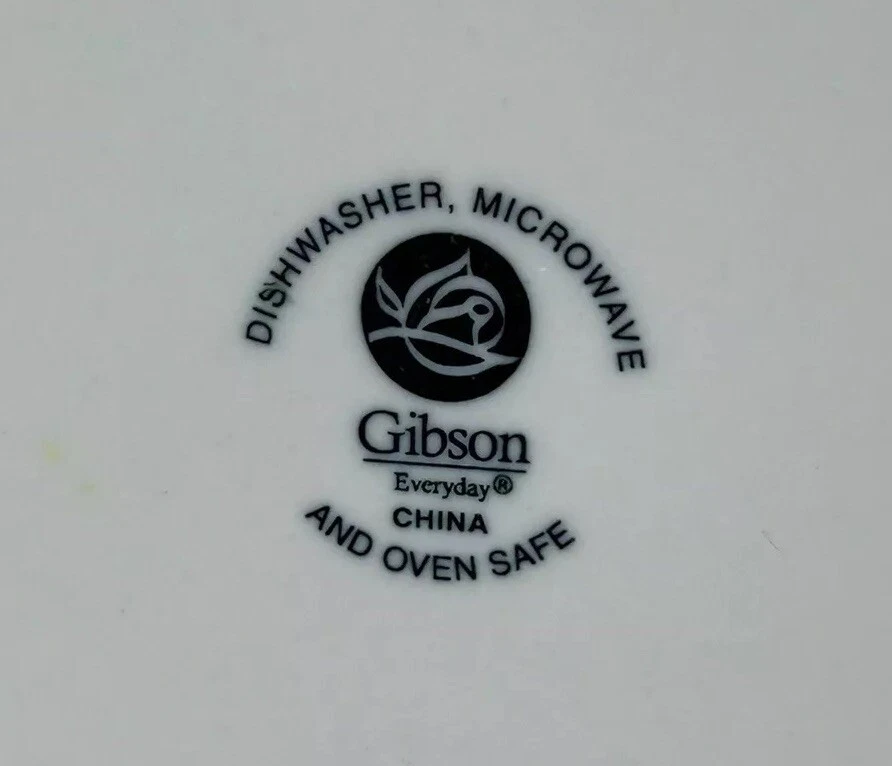 DISHWASHER, MICROWAVE
Gibson
Everyday®
CHINA
AND OVEN SAFE